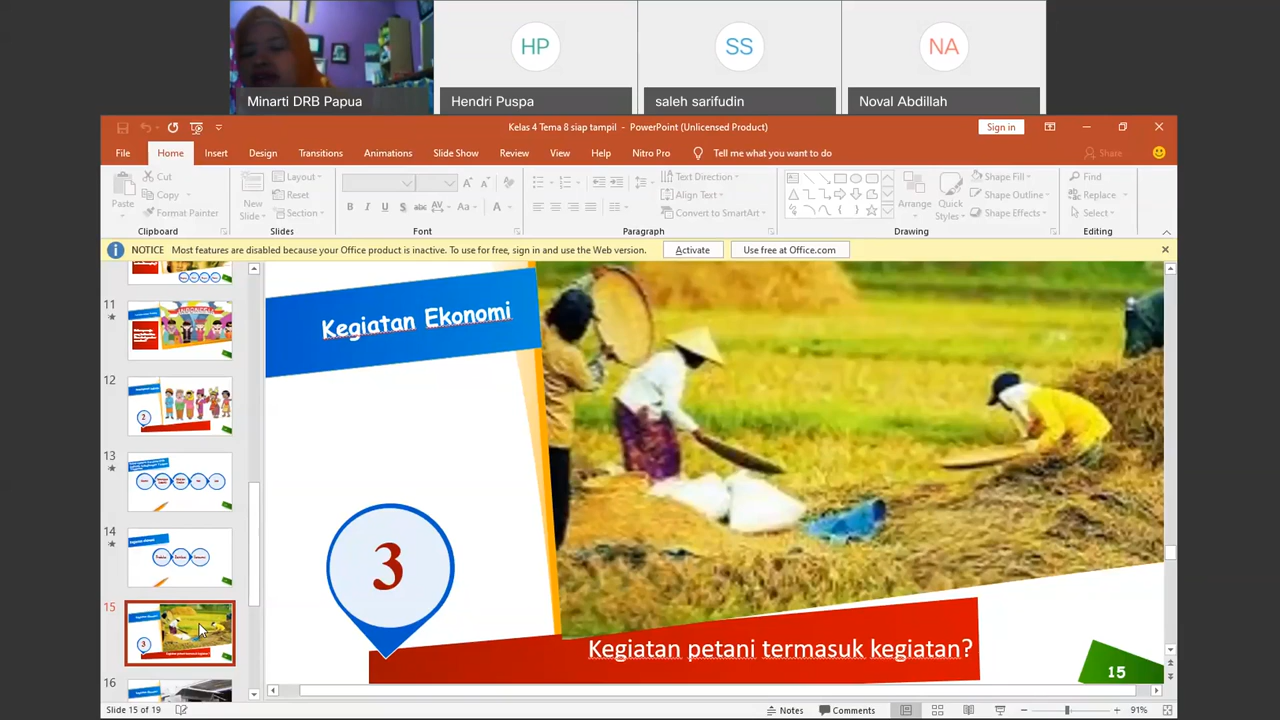 HP
SS
NA
Minarti DRB Papua
Hendri Puspa
saleh sarifudin
Noval Abdillah
Kelas 4 Tema 8 siap tampil - PowerPoint (Unlicensed Product)
Sign in
File Home Insert Design Transitions Animations Slide Show Review View Help Nitro Pro Tell me what you want to do Share
Paste
Cut
Copy
Format Painter
Clipboard
New Slide
Layout
Reset
Section
Slides
Font
Text Direction
Align Text
Convert to SmartArt
Paragraph
Arrange
Quick Styles
Shape Fill
Shape Outline
Shape Effects
Drawing
Find
Replace
Select
Editing
NOTICE Most features are disabled because your Office product is inactive. To use for free, sign in and use the Web version. Activate Use free at Office.com
11
12
2
13
14
15
3
16
Kegiatan Ekonomi
3
Kegiatan petani termasuk kegiatan?
15
Slide 15 of 19
Notes
Comments
91%